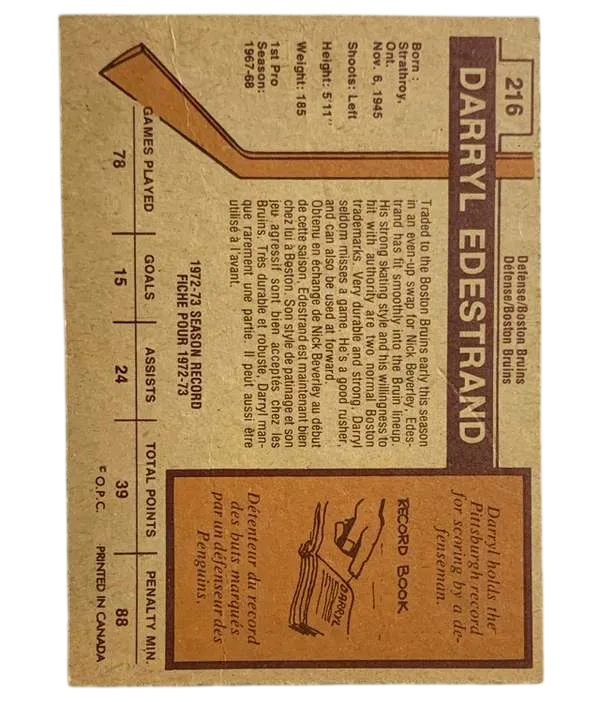 216
Defense/Boston Bruins
Défense/Boston Bruins
DARRYL EDESTRAND
Born:
Strathroy,
Ont.
Nov. 6, 1945
Shoots: Left
Height: 5'11"
Weight: 185
1st Pro
Season:
1967-68
Traded to the Boston Bruins early this season
in an even-up swap for Nick Beverley, Edes-
trand has fit smoothly into the Bruin lineup.
His strong skating style and his willingness to
hit with authority are two normal Boston
trademarks. Very durable and strong, Darryl
seldom misses a game. He's a good rusher,
and can also be used at forward.
Obtenu en échange de Nick Beverley au début
de cette saison, Edestrand est maintenant bien
chez lui à Boston. Son style de patinage et son
jeu agressif sont bien acceptés chez les
Bruins. Très durable et robuste, Darryl man-
que rarement une partie. Il peut aussi être
utilisé à l'avant.
Darryl holds the
Pittsburgh record
for scoring by a de-
fenseman.
RECORD BOOK
DARRYL
Détenteur du record
des buts marqués
par un défenseur des
Penguins.
1972-73 SEASON RECORD
FICHE POUR 1972-73
GAMES PLAYED GOALS ASSISTS TOTAL POINTS PENALTY MIN.
78 15 24 39 88
© O.P.C. PRINTED IN CANADA